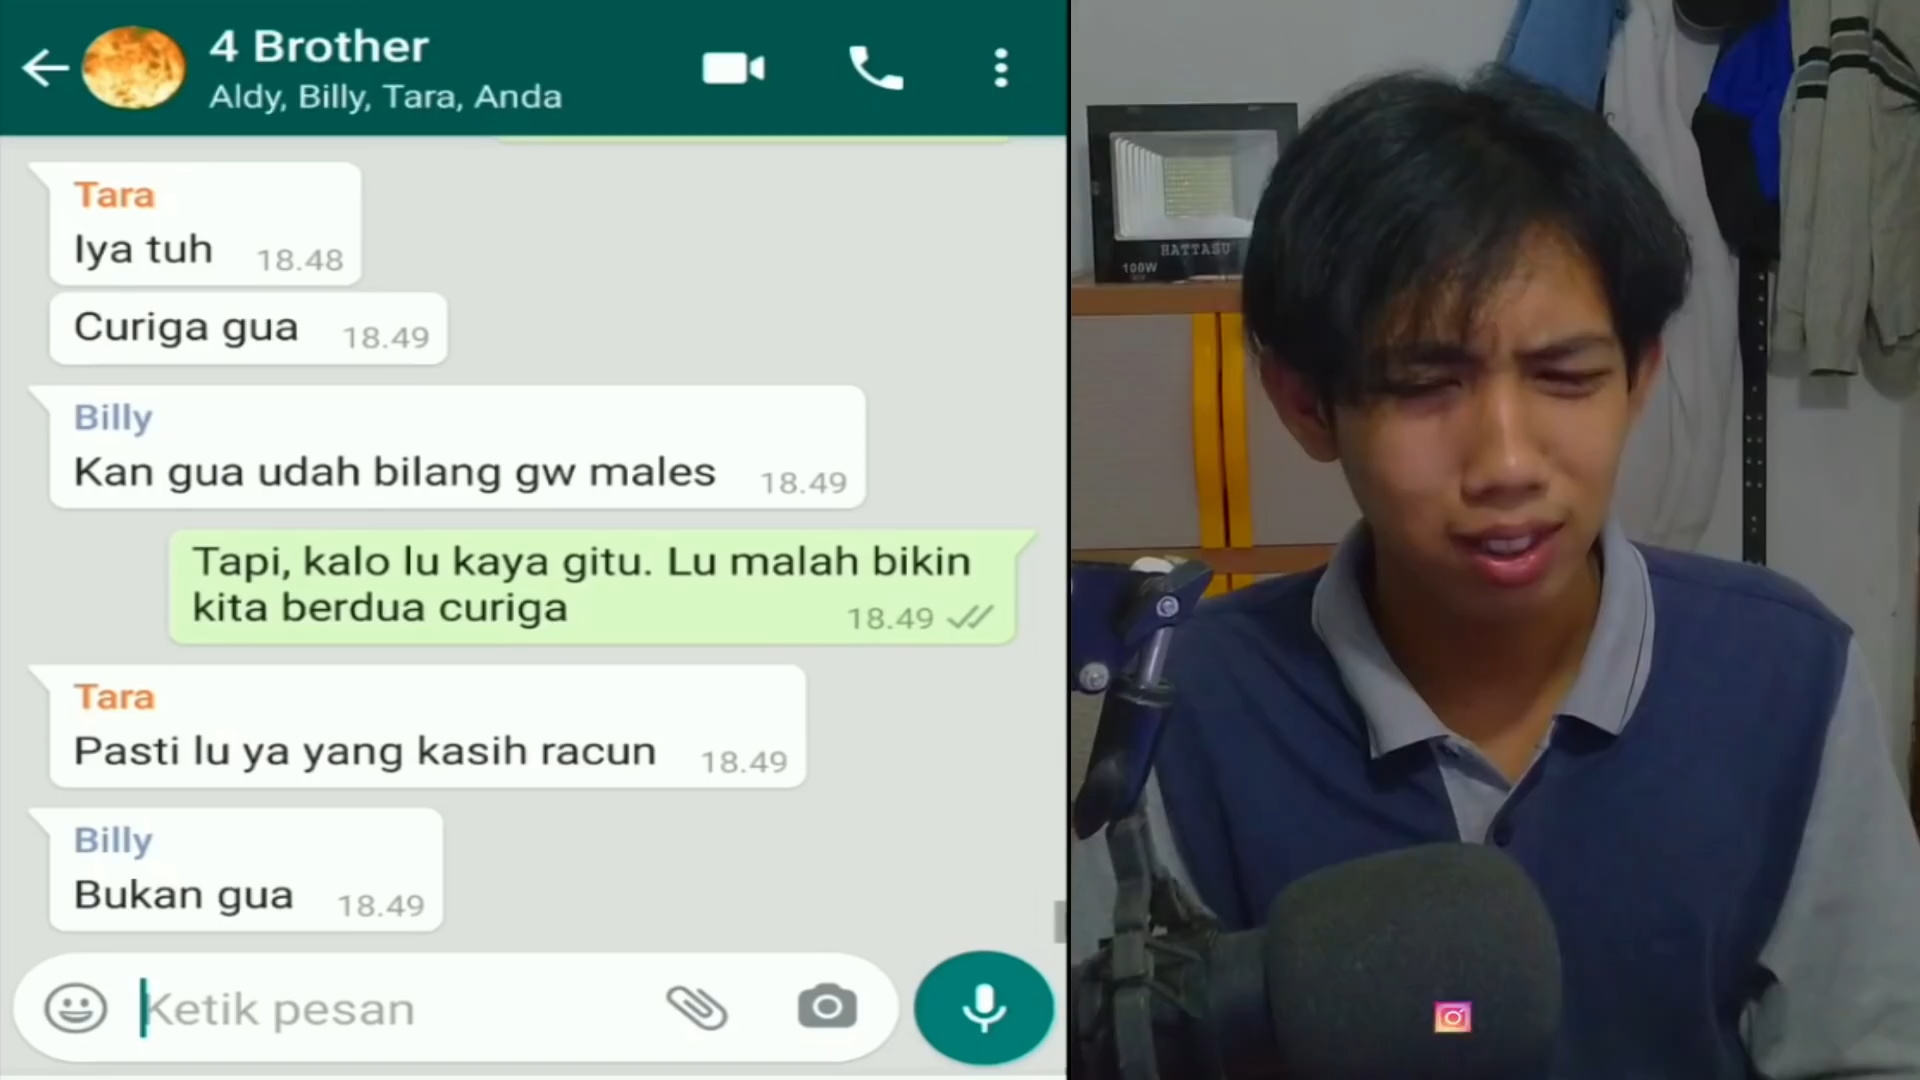 4 Brother
Aldy, Billy, Tara, Anda
Tara
Iya tuh 18.48
Curiga gua 18.49
Billy
Kan gua udah bilang gw males 18.49
Tapi, kalo lu kaya gitu. Lu malah bikin
kita berdua curiga 18.49
Tara
Pasti lu ya yang kasih racun 18.49
Billy
Bukan gua 18.49
Ketik pesan
HATTASU
100W